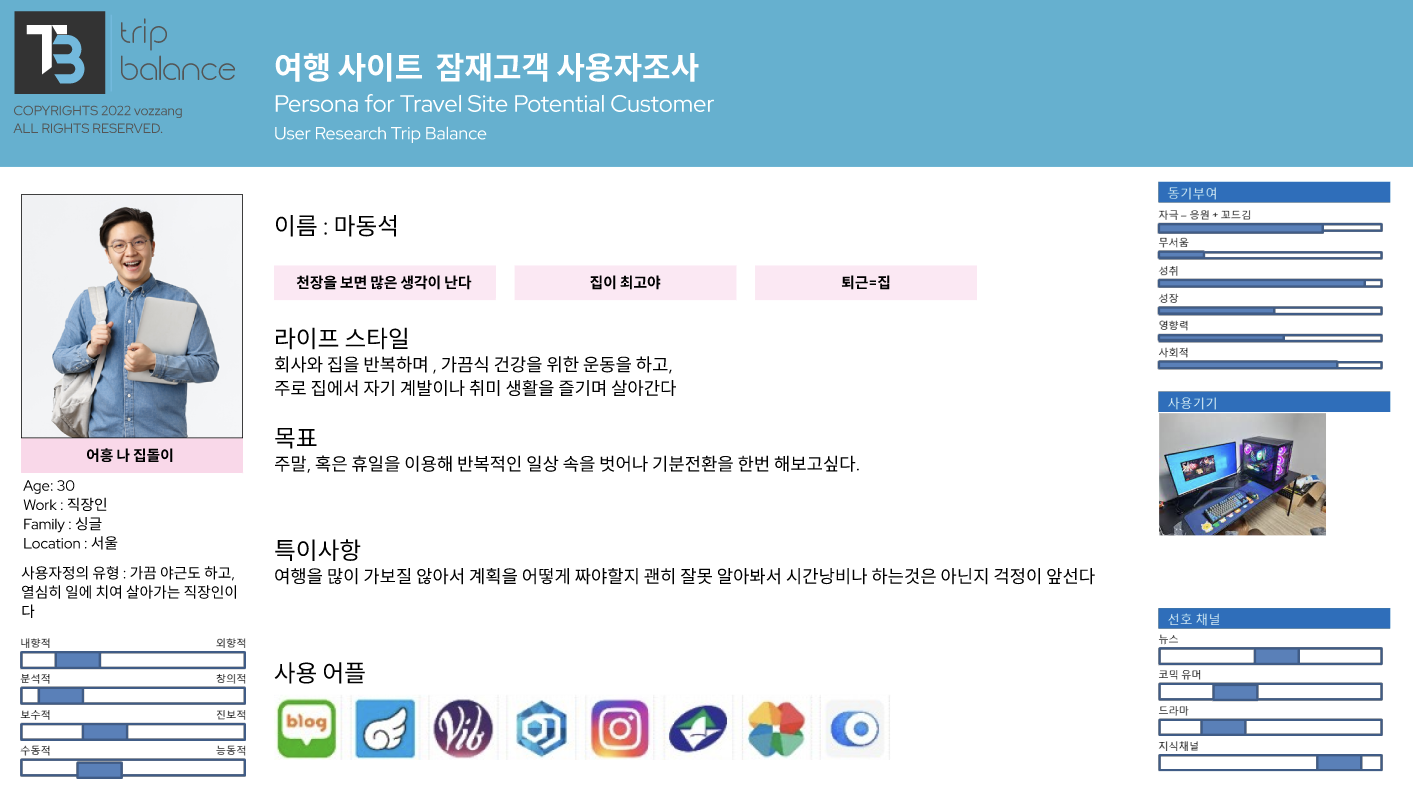 TB
trip
balance
COPYRIGHTS 2022 vozzang
ALL RIGHTS RESERVED.
여행 사이트 잠재고객 사용자조사
Persona for Travel Site Potential Customer
User Research Trip Balance
어흥 나 집돌이
Age: 30
Work : 직장인
Family : 싱글
Location : 서울
사용자정의 유형 : 가끔 야근도 하고,
열심히 일에 치여 살아가는 직장인이
다
내향적 외향적
분석적 창의적
보수적 진보적
수동적 능동적
이름 : 마동석
천장을 보면 많은 생각이 난다
집이 최고야
퇴근=집
라이프 스타일
회사와 집을 반복하며 , 가끔식 건강을 위한 운동을 하고,
주로 집에서 자기 계발이나 취미 생활을 즐기며 살아간다
목표
주말, 혹은 휴일을 이용해 반복적인 일상 속을 벗어나 기분전환을 한번 해보고싶다.
특이사항
여행을 많이 가보질 않아서 계획을 어떻게 짜야할지 괜히 잘못 알아봐서 시간낭비나 하는것은 아닌지 걱정이 앞선다
사용 어플
blog
Vib
동기부여
자극 – 응원 + 꼬드김
무서움
성취
성장
영향력
사회적
사용기기
선호 채널
뉴스
코믹 유머
드라마
지식채널